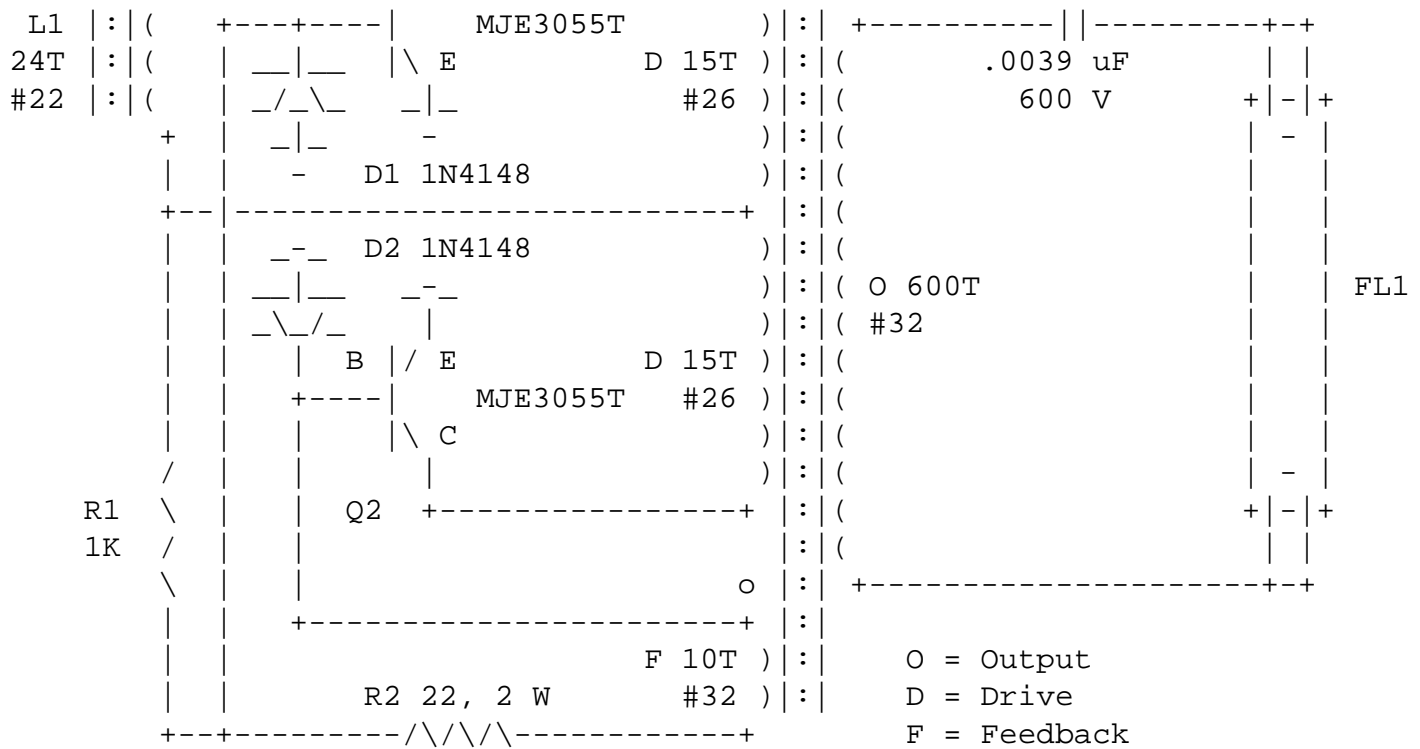 L1 MJE3055T
24T E D 15T .0039 uF
#22 #26 600 V
D1 1N4148
D2 1N4148
O 600T FL1
#32
B E D 15T
MJE3055T #26
C
R1 Q2
1K
o
F 10T O = Output
R2 22, 2 W #32 D = Drive
F = Feedback